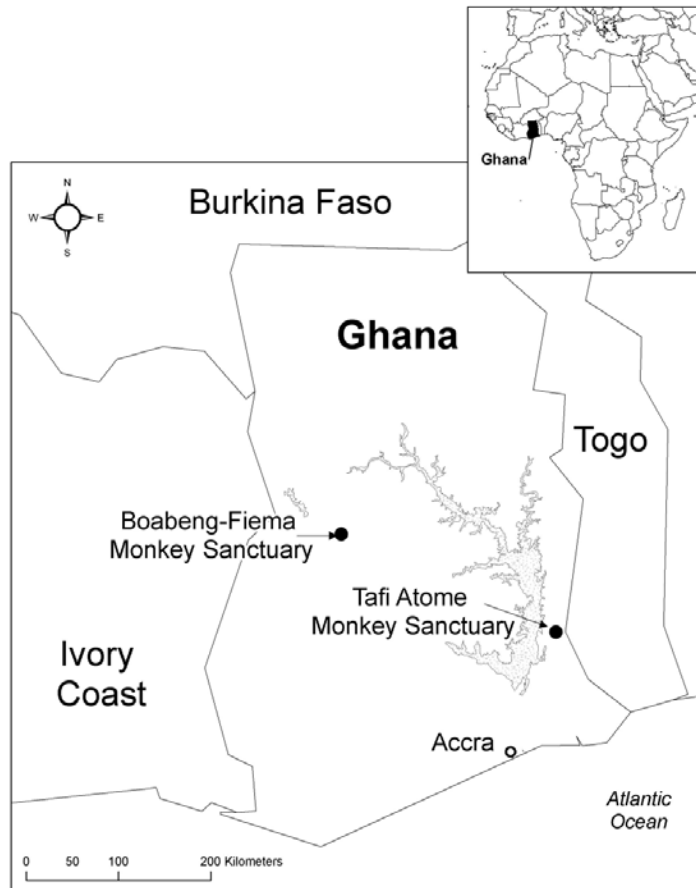 Ghana
N
W
E
S
Burkina Faso
Ghana
Togo
Boabeng-Fiema
Monkey Sanctuary
Tafi Atome
Monkey Sanctuary
Ivory
Coast
Accra
Atlantic
Ocean
0 50 100 200 Kilometers